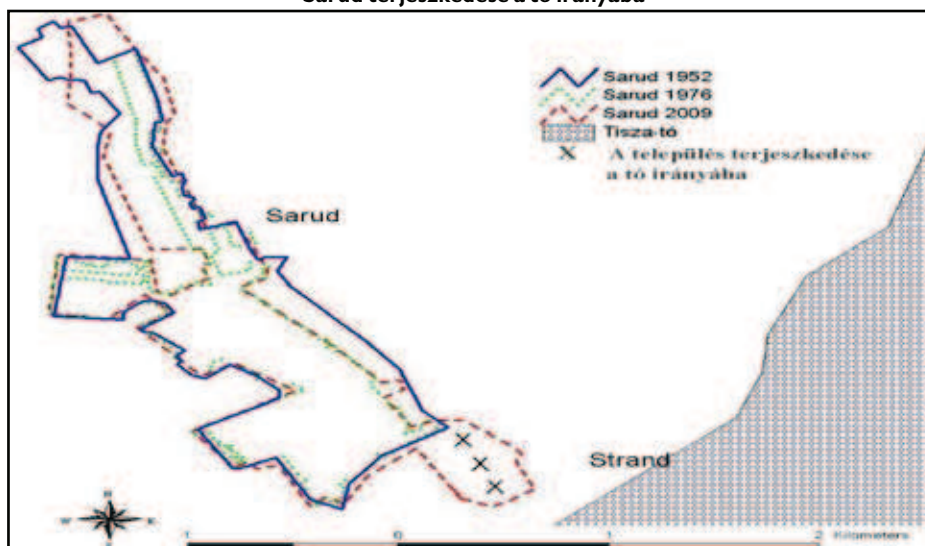 Sarud terjeszkedése a tó irányába
Sarud 1952
Sarud 1976
Sarud 2009
Tisza-tó
X A település terjeszkedése
a tó irányába
Sarud
Strand
1 0 1 2 Kilometers